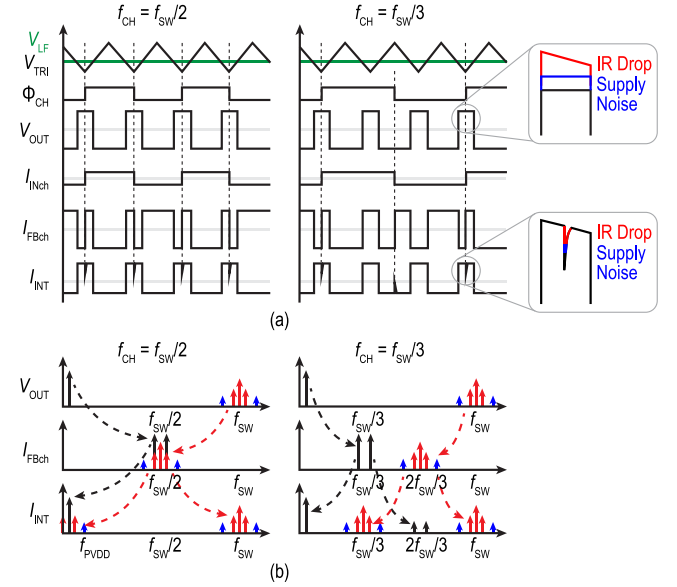 f_CH = f_SW/2
f_CH = f_SW/3
V_LF
V_TRI
Φ_CH
V_OUT
I_INch
I_FBch
I_INT
IR Drop
Supply
Noise
IR Drop
Supply
Noise
(a)
f_CH = f_SW/2
f_CH = f_SW/3
V_OUT
f_SW/2
f_SW
f_SW/3
f_SW
I_FBch
f_SW/2
f_SW
f_SW/3
2f_SW/3
f_SW
I_INT
f_PVDD
f_SW/2
f_SW
f_SW/3
2f_SW/3
f_SW
(b)